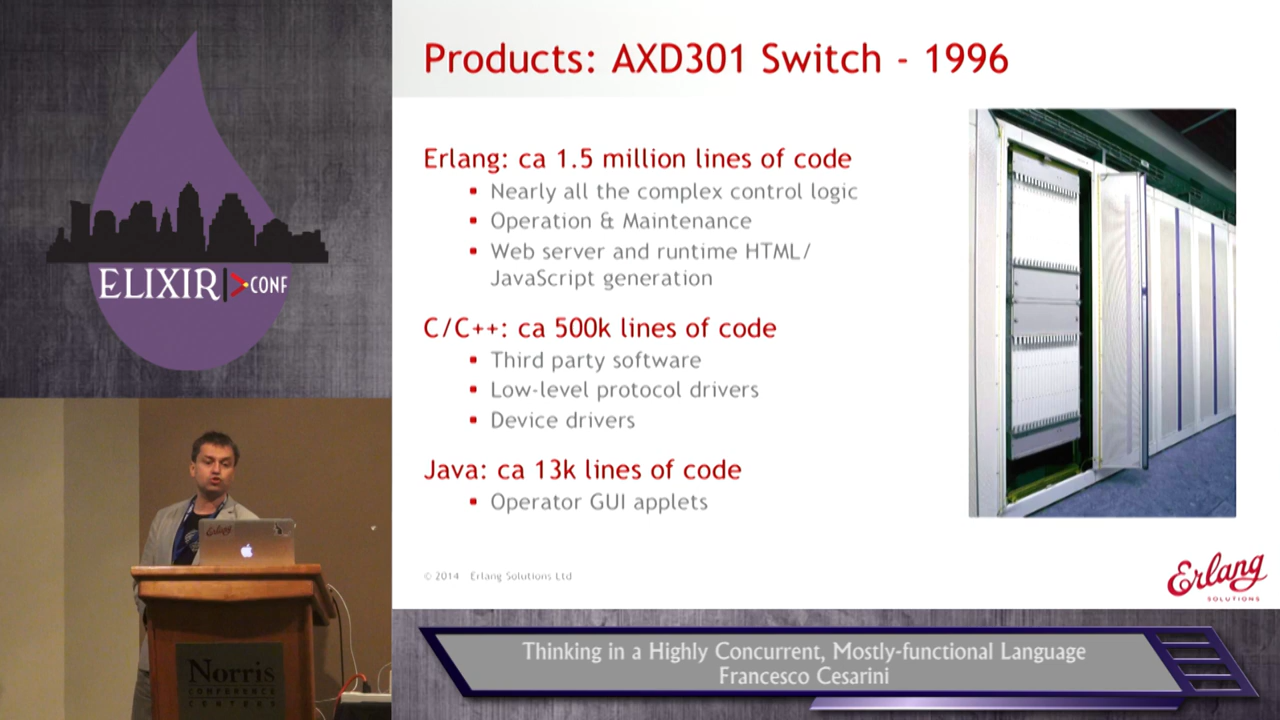 Products: AXD301 Switch - 1996
Erlang: ca 1.5 million lines of code
▪ Nearly all the complex control logic
▪ Operation & Maintenance
▪ Web server and runtime HTML/
JavaScript generation
C/C++: ca 500k lines of code
▪ Third party software
▪ Low-level protocol drivers
▪ Device drivers
Java: ca 13k lines of code
▪ Operator GUI applets
© 2014 Erlang Solutions Ltd
Erlang
SOLUTIONS
ELIXIR CONF
Erlang
Norris
CONFERENCE
CENTERS
Thinking in a Highly Concurrent, Mostly-functional Language
Francesco Cesarini